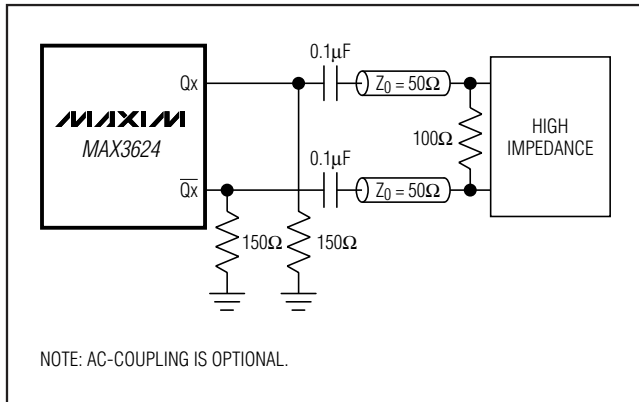 0.1μF
Qx
Z0 = 50Ω
MAXIM
MAX3624
100Ω
HIGH
IMPEDANCE
0.1μF
Q̅x̅
Z0 = 50Ω
150Ω
150Ω
NOTE: AC-COUPLING IS OPTIONAL.